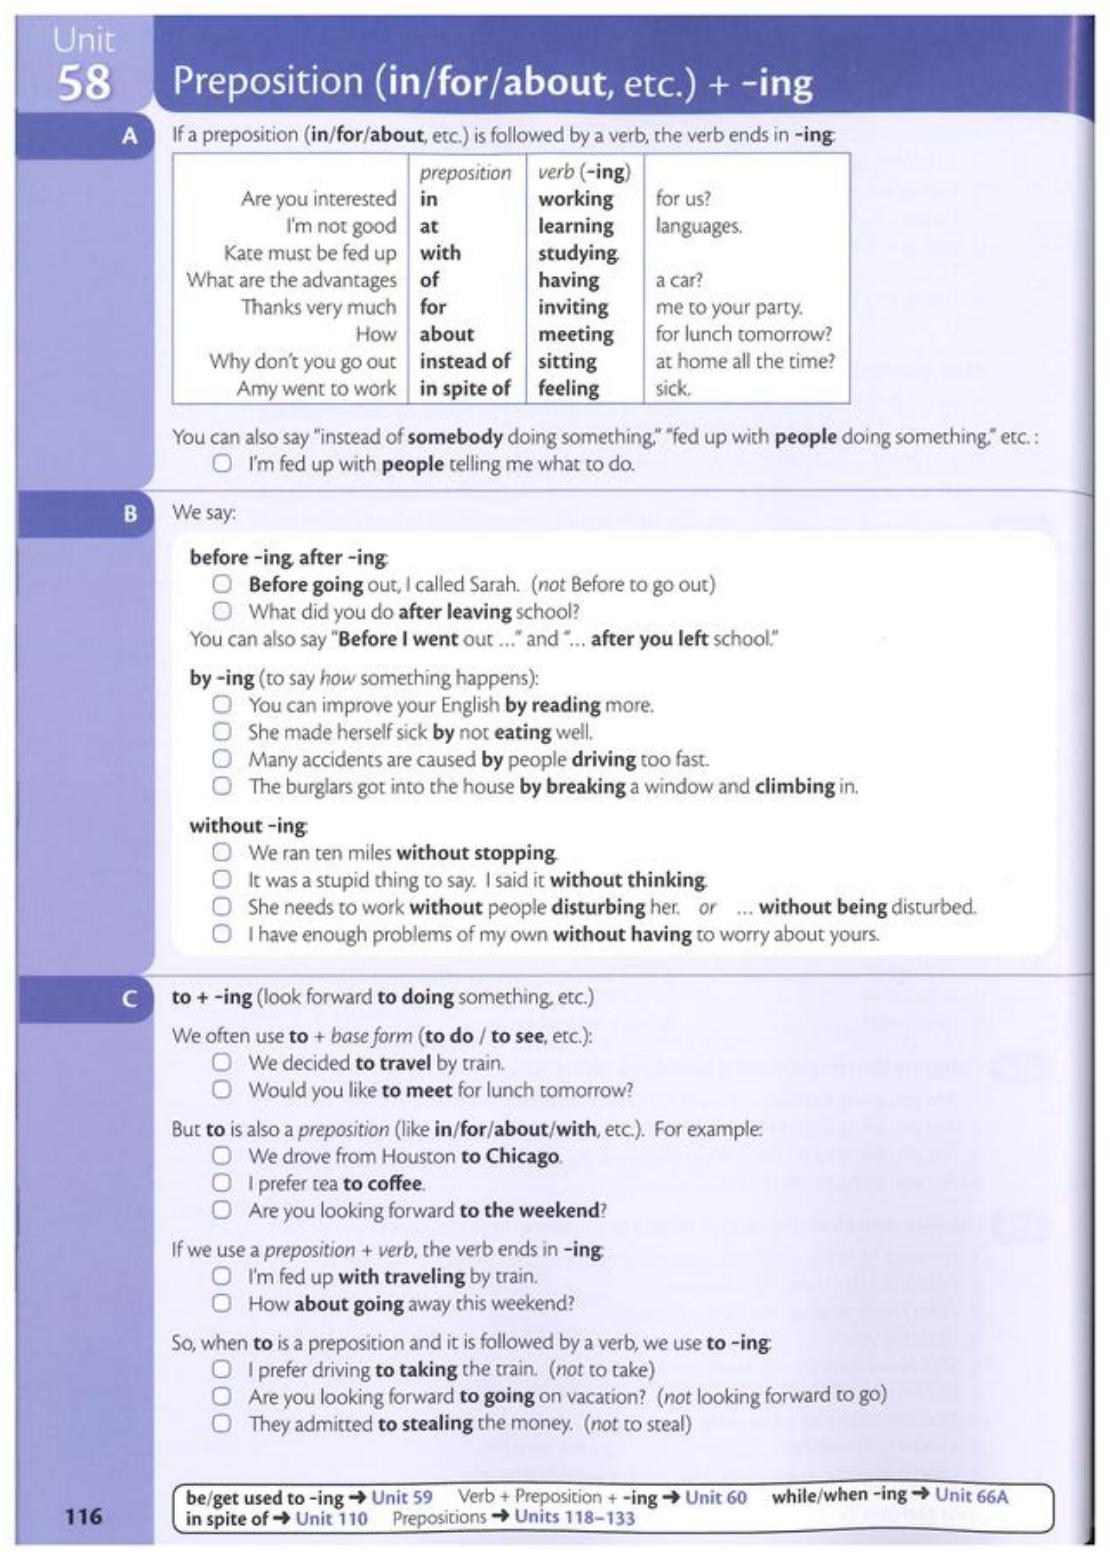 Unit
58
Preposition (in/for/about, etc.) + -ing
A
If a preposition (in/for/about, etc.) is followed by a verb, the verb ends in -ing:
preposition verb (-ing)
Are you interested in working for us?
I'm not good at learning languages.
Kate must be fed up with studying.
What are the advantages of having a car?
Thanks very much for inviting me to your party.
How about meeting for lunch tomorrow?
Why don't you go out instead of sitting at home all the time?
Amy went to work in spite of feeling sick.
You can also say "instead of somebody doing something," "fed up with people doing something," etc. :
I'm fed up with people telling me what to do.
B
We say:
before -ing, after -ing:
Before going out, I called Sarah. (not Before to go out)
What did you do after leaving school?
You can also say "Before I went out ..." and "... after you left school."
by -ing (to say how something happens):
You can improve your English by reading more.
She made herself sick by not eating well.
Many accidents are caused by people driving too fast.
The burglars got into the house by breaking a window and climbing in.
without -ing:
We ran ten miles without stopping.
It was a stupid thing to say. I said it without thinking.
She needs to work without people disturbing her. or ... without being disturbed.
I have enough problems of my own without having to worry about yours.
C
to + -ing (look forward to doing something, etc.)
We often use to + base form (to do / to see, etc.):
We decided to travel by train.
Would you like to meet for lunch tomorrow?
But to is also a preposition (like in/for/about/with, etc.). For example:
We drove from Houston to Chicago.
I prefer tea to coffee.
Are you looking forward to the weekend?
If we use a preposition + verb, the verb ends in -ing:
I'm fed up with traveling by train.
How about going away this weekend?
So, when to is a preposition and it is followed by a verb, we use to -ing:
I prefer driving to taking the train. (not to take)
Are you looking forward to going on vacation? (not looking forward to go)
They admitted to stealing the money. (not to steal)
be/get used to -ing ➜ Unit 59 Verb + Preposition + -ing ➜ Unit 60 while/when -ing ➜ Unit 66A
in spite of ➜ Unit 110 Prepositions ➜ Units 118–133
116